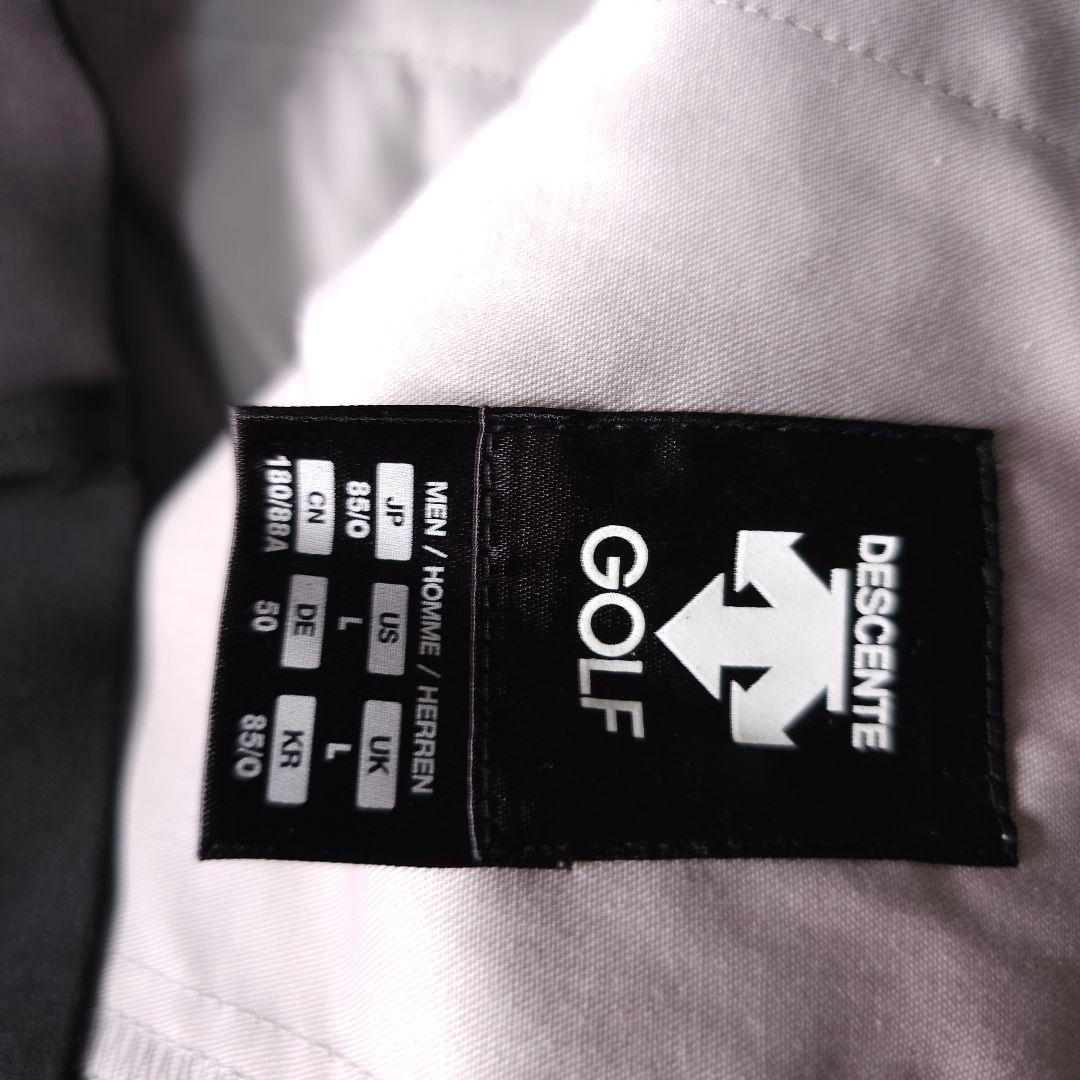 DESCENTE
GOLF
MEN / HOMME / HERREN
JP US UK
85/O L L
CN DE KR
180/88A 50 85/O